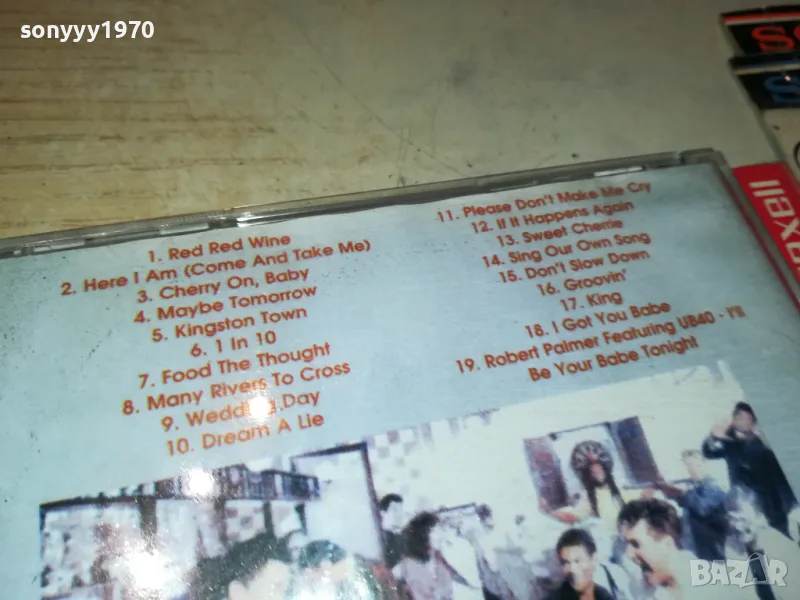 sonyyy1970
1. Red Red Wine
2. Here I Am (Come And Take Me)
3. Cherry On, Baby
4. Maybe Tomorrow
5. Kingston Town
6. 1 In 10
7. Food The Thought
8. Many Rivers To Cross
9. Wedding Day
10. Dream A Lie
11. Please Don't Make Me Cry
12. If It Happens Again
13. Sweet Cherrie
14. Sing Our Own Song
15. Don't Slow Down
16. Groovin'
17. King
18. I Got You Babe
19. Robert Palmer Featuring UB40 - I'll
Be Your Babe Tonight
BAZAR